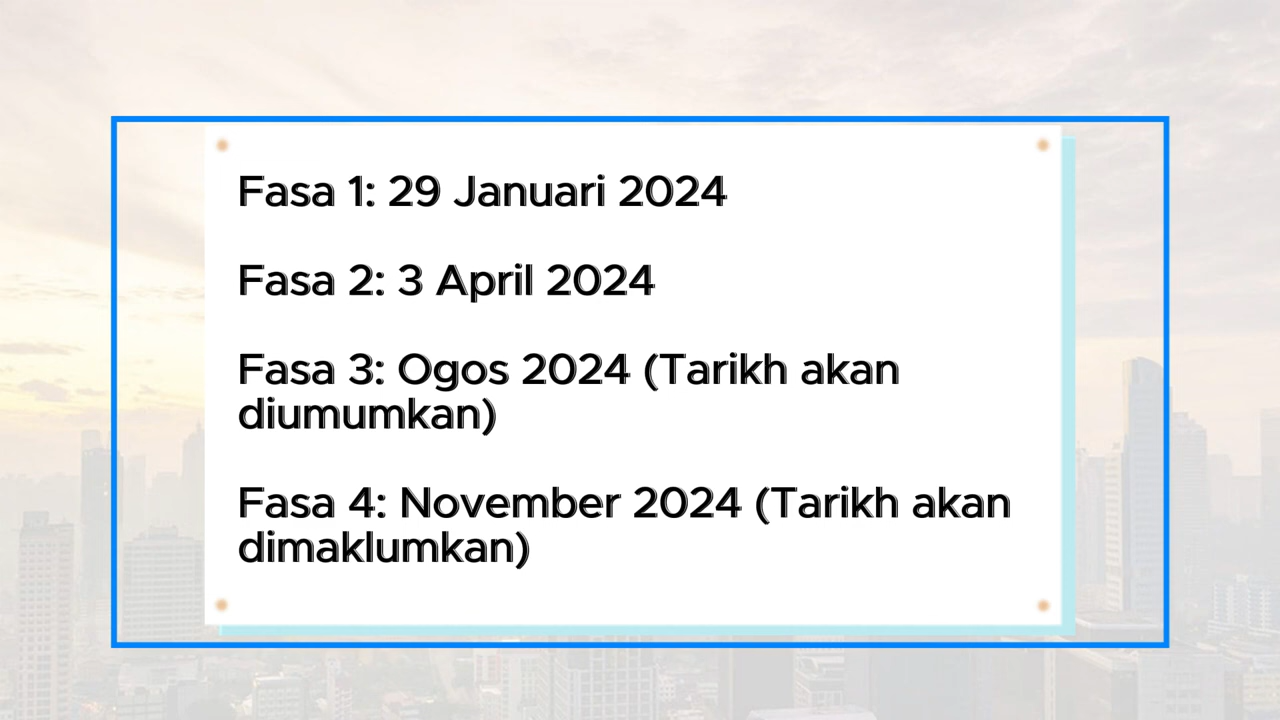 Fasa 1: 29 Januari 2024
Fasa 2: 3 April 2024
Fasa 3: Ogos 2024 (Tarikh akan
diumumkan)
Fasa 4: November 2024 (Tarikh akan
dimaklumkan)